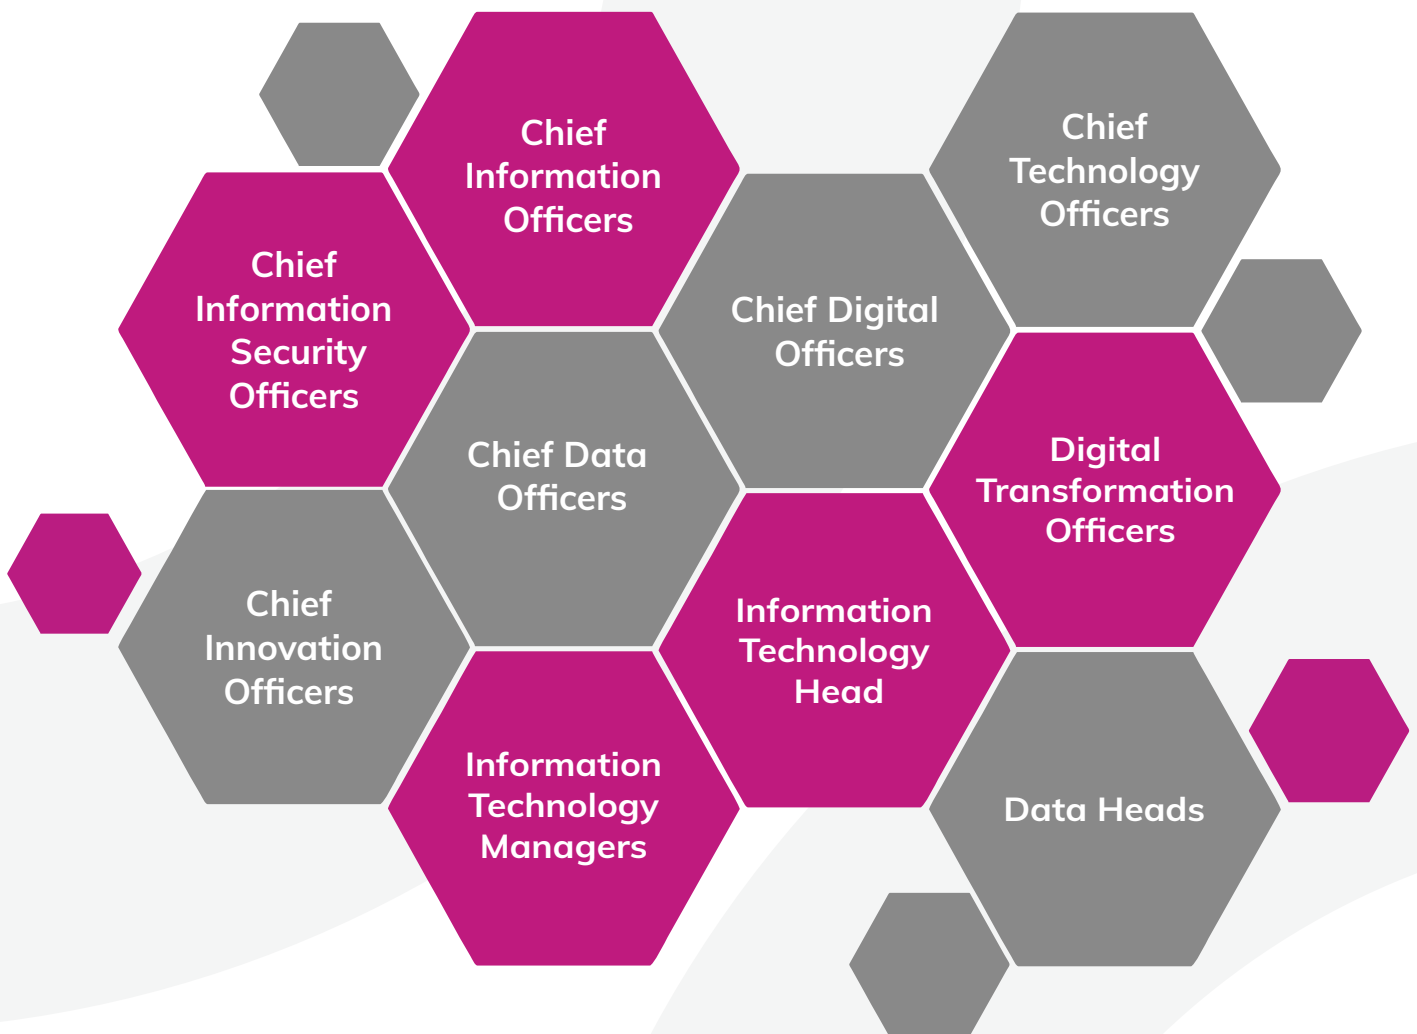 Chief
Information
Officers
Chief
Technology
Officers
Chief
Information
Security
Officers
Chief Digital
Officers
Chief Data
Officers
Digital
Transformation
Officers
Chief
Innovation
Officers
Information
Technology
Head
Information
Technology
Managers
Data Heads